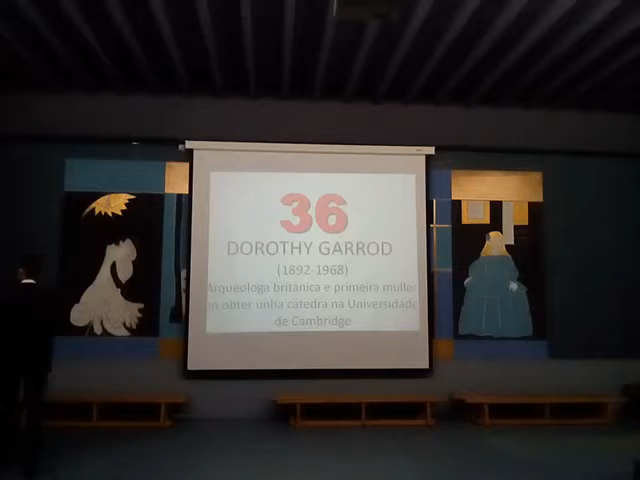 36
DOROTHY GARROD
(1892-1968)
Arqueóloga británica e primeira muller
en obter unha cátedra na Universidade
de Cambridge